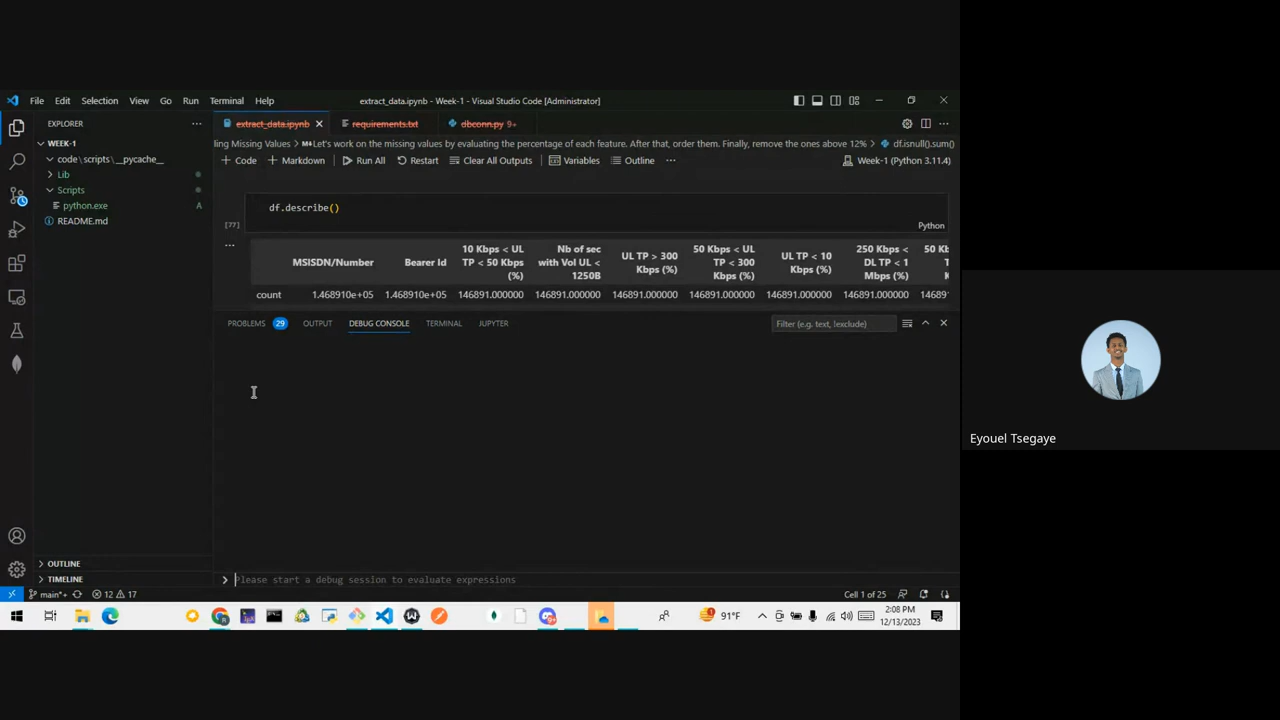 File Edit Selection View Go Run Terminal Help
extract_data.ipynb - Week-1 - Visual Studio Code [Administrator]
EXPLORER
WEEK-1
code\scripts\__pycache__
Lib
Scripts
python.exe A
README.md
OUTLINE
TIMELINE
extract_data.ipynb
requirements.txt
dbconn.py 9+
ling Missing Values > M↓Let's work on the missing values by evaluating the percentage of each feature. After that, order them. Finally, remove the ones above 12% > df.isnull().sum()
+ Code + Markdown Run All Restart Clear All Outputs Variables Outline ... Week-1 (Python 3.11.4)
df.describe()
[77] Python
MSISDN/Number
Bearer Id
10 Kbps < UL
TP < 50 Kbps
(%)
Nb of sec
with Vol UL <
1250B
UL TP > 300
Kbps (%)
50 Kbps < UL
TP < 300
Kbps (%)
UL TP < 10
Kbps (%)
250 Kbps <
DL TP < 1
Mbps (%)
50 K
count 1.468910e+05 1.468910e+05 146891.000000 146891.000000 146891.000000 146891.000000 146891.000000 146891.000000 14689
PROBLEMS 29 OUTPUT DEBUG CONSOLE TERMINAL JUPYTER
Filter (e.g. text, !exclude)
Please start a debug session to evaluate expressions
main*+ 12 17
Cell 1 of 25
91°F
2:08 PM
12/13/2023
Eyouel Tsegaye